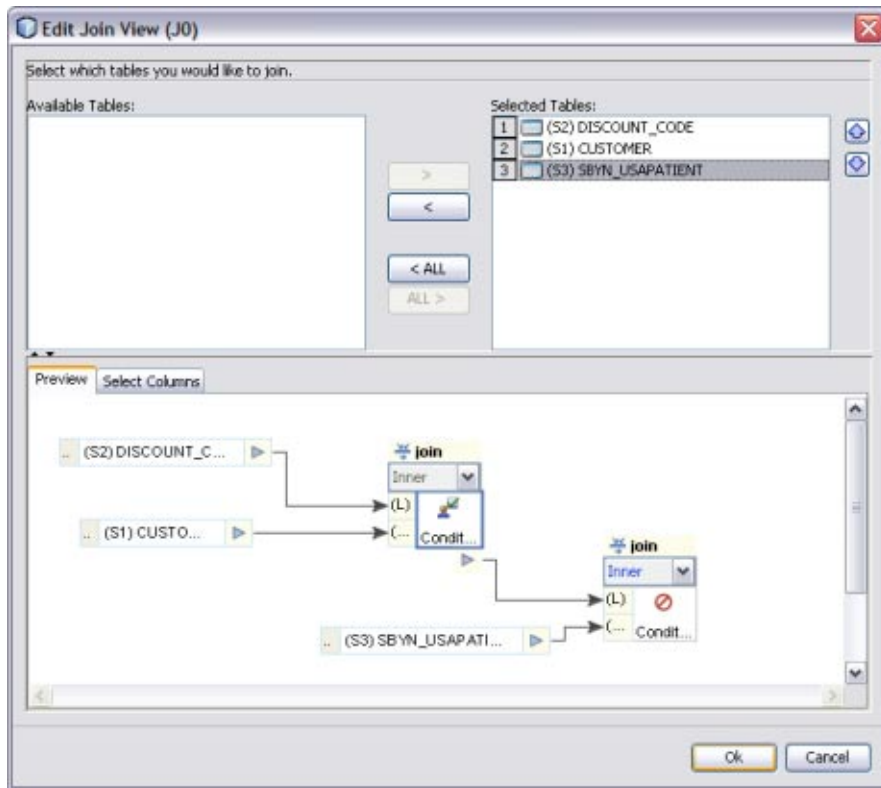 Edit Join View (J0)
Select which tables you would like to join.
Available Tables:
Selected Tables:
1 (S2) DISCOUNT_CODE
2 (S1) CUSTOMER
3 (S3) SBYN_USAPATIENT
>
<
< ALL
ALL >
Preview Select Columns
.. (S2) DISCOUNT_C...
join
Inner
(L)
.. (S1) CUSTO...
(...
Condit...
join
Inner
(L)
.. (S3) SBYN_USAPATI...
(...
Condit...
Ok Cancel